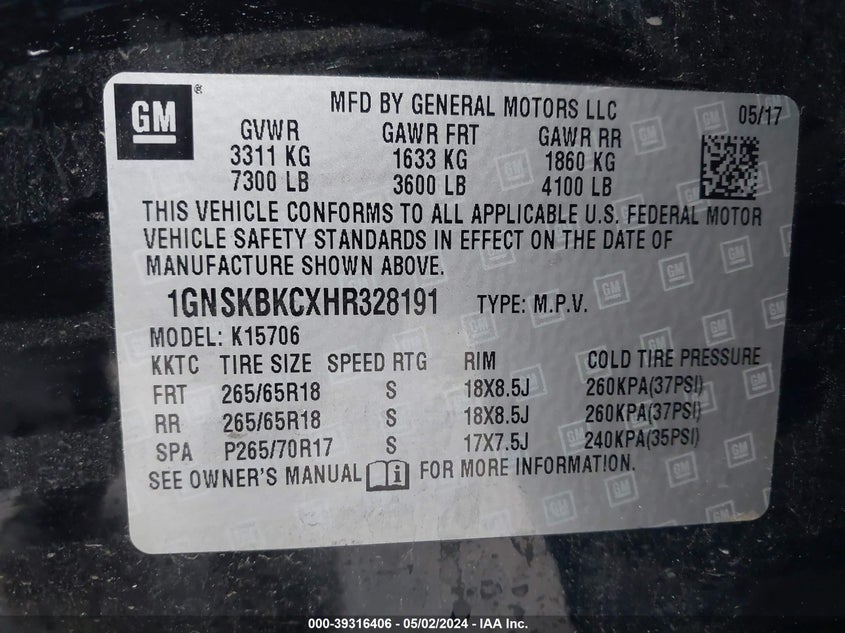 GM®
MFD BY GENERAL MOTORS LLC 05/17
GVWR GAWR FRT GAWR RR
3311 KG 1633 KG 1860 KG
7300 LB 3600 LB 4100 LB
THIS VEHICLE CONFORMS TO ALL APPLICABLE U.S. FEDERAL MOTOR
VEHICLE SAFETY STANDARDS IN EFFECT ON THE DATE OF
MANUFACTURE SHOWN ABOVE.
1GNSKBKCXHR328191 TYPE: M.P.V.
MODEL: K15706
KKTC TIRE SIZE SPEED RTG RIM COLD TIRE PRESSURE
FRT 265/65R18 S 18X8.5J 260KPA(37PSI)
RR 265/65R18 S 18X8.5J 260KPA(37PSI)
SPA P265/70R17 S 17X7.5J 240KPA(35PSI)
SEE OWNER'S MANUAL i FOR MORE INFORMATION.
000-39316406 - 05/02/2024 - IAA Inc.